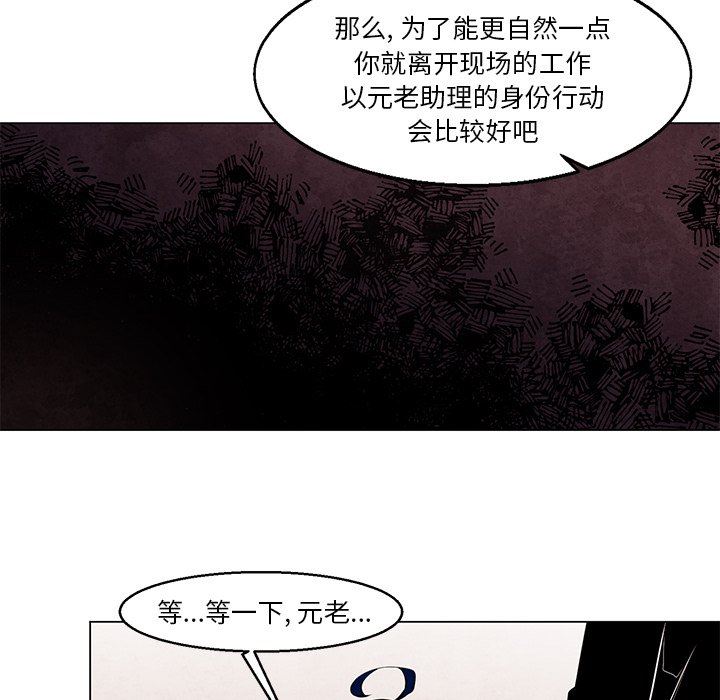 那么, 为了能更自然一点
你就离开现场的工作
以元老助理的身份行动
会比较好吧
等...等一下, 元老...
?